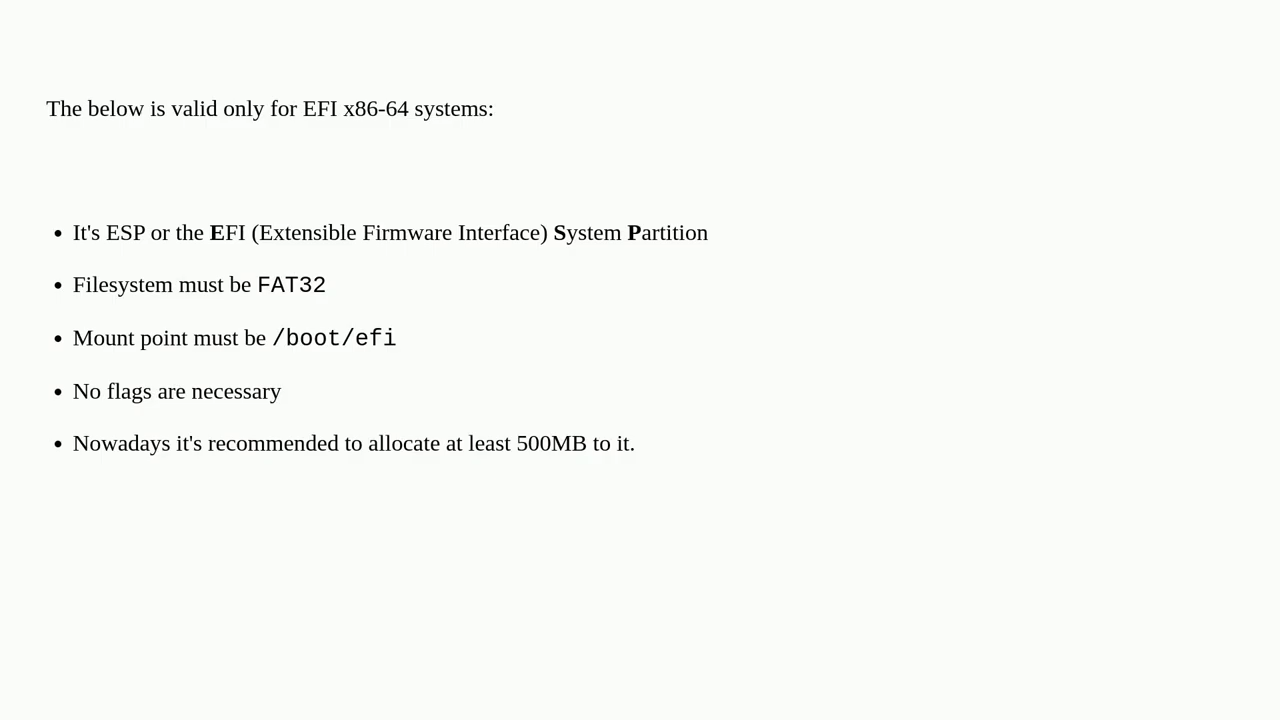 The below is valid only for EFI x86-64 systems:
• It's ESP or the EFI (Extensible Firmware Interface) System Partition
• Filesystem must be FAT32
• Mount point must be /boot/efi
• No flags are necessary
• Nowadays it's recommended to allocate at least 500MB to it.